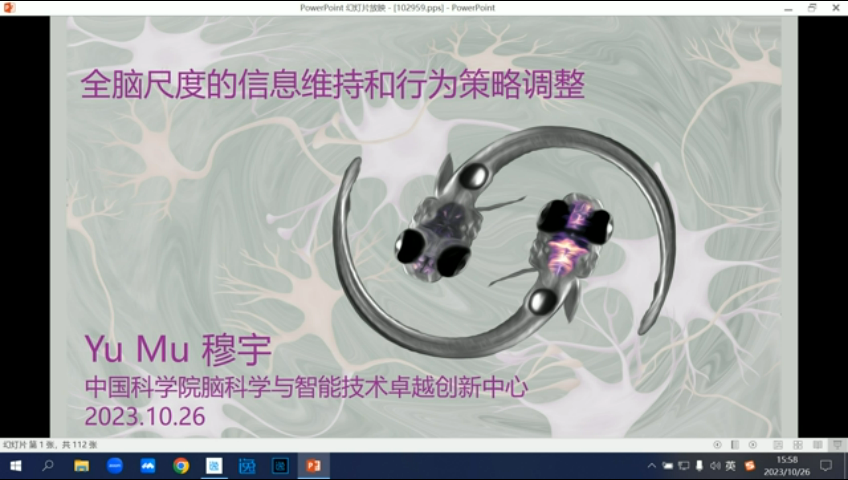 PowerPoint 幻灯片放映 - [102959.pps] - PowerPoint
全脑尺度的信息维持和行为策略调整
Yu Mu 穆宇
中国科学院脑科学与智能技术卓越创新中心
2023.10.26
幻灯片 第 1 张, 共 112 张
英
15:58
2023/10/26